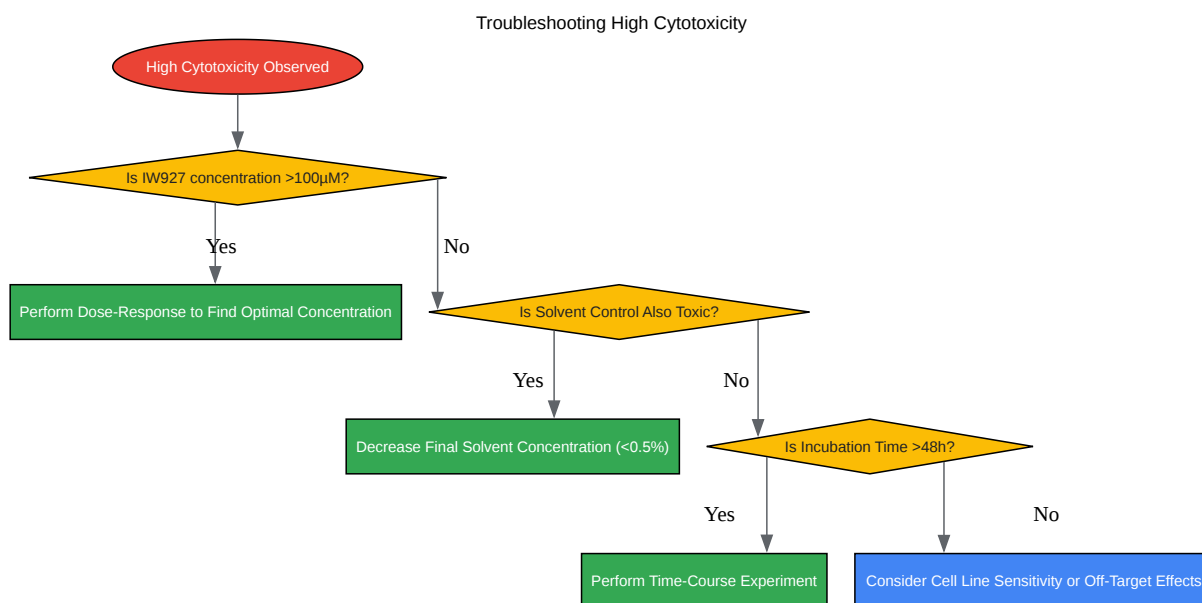 Troubleshooting High Cytotoxicity
High Cytotoxicity Observed
Is IW927 concentration >100µM?
Yes
No
Perform Dose-Response to Find Optimal Concentration
Is Solvent Control Also Toxic?
Yes
No
Decrease Final Solvent Concentration (<0.5%)
Is Incubation Time >48h?
Yes
No
Perform Time-Course Experiment
Consider Cell Line Sensitivity or Off-Target Effects